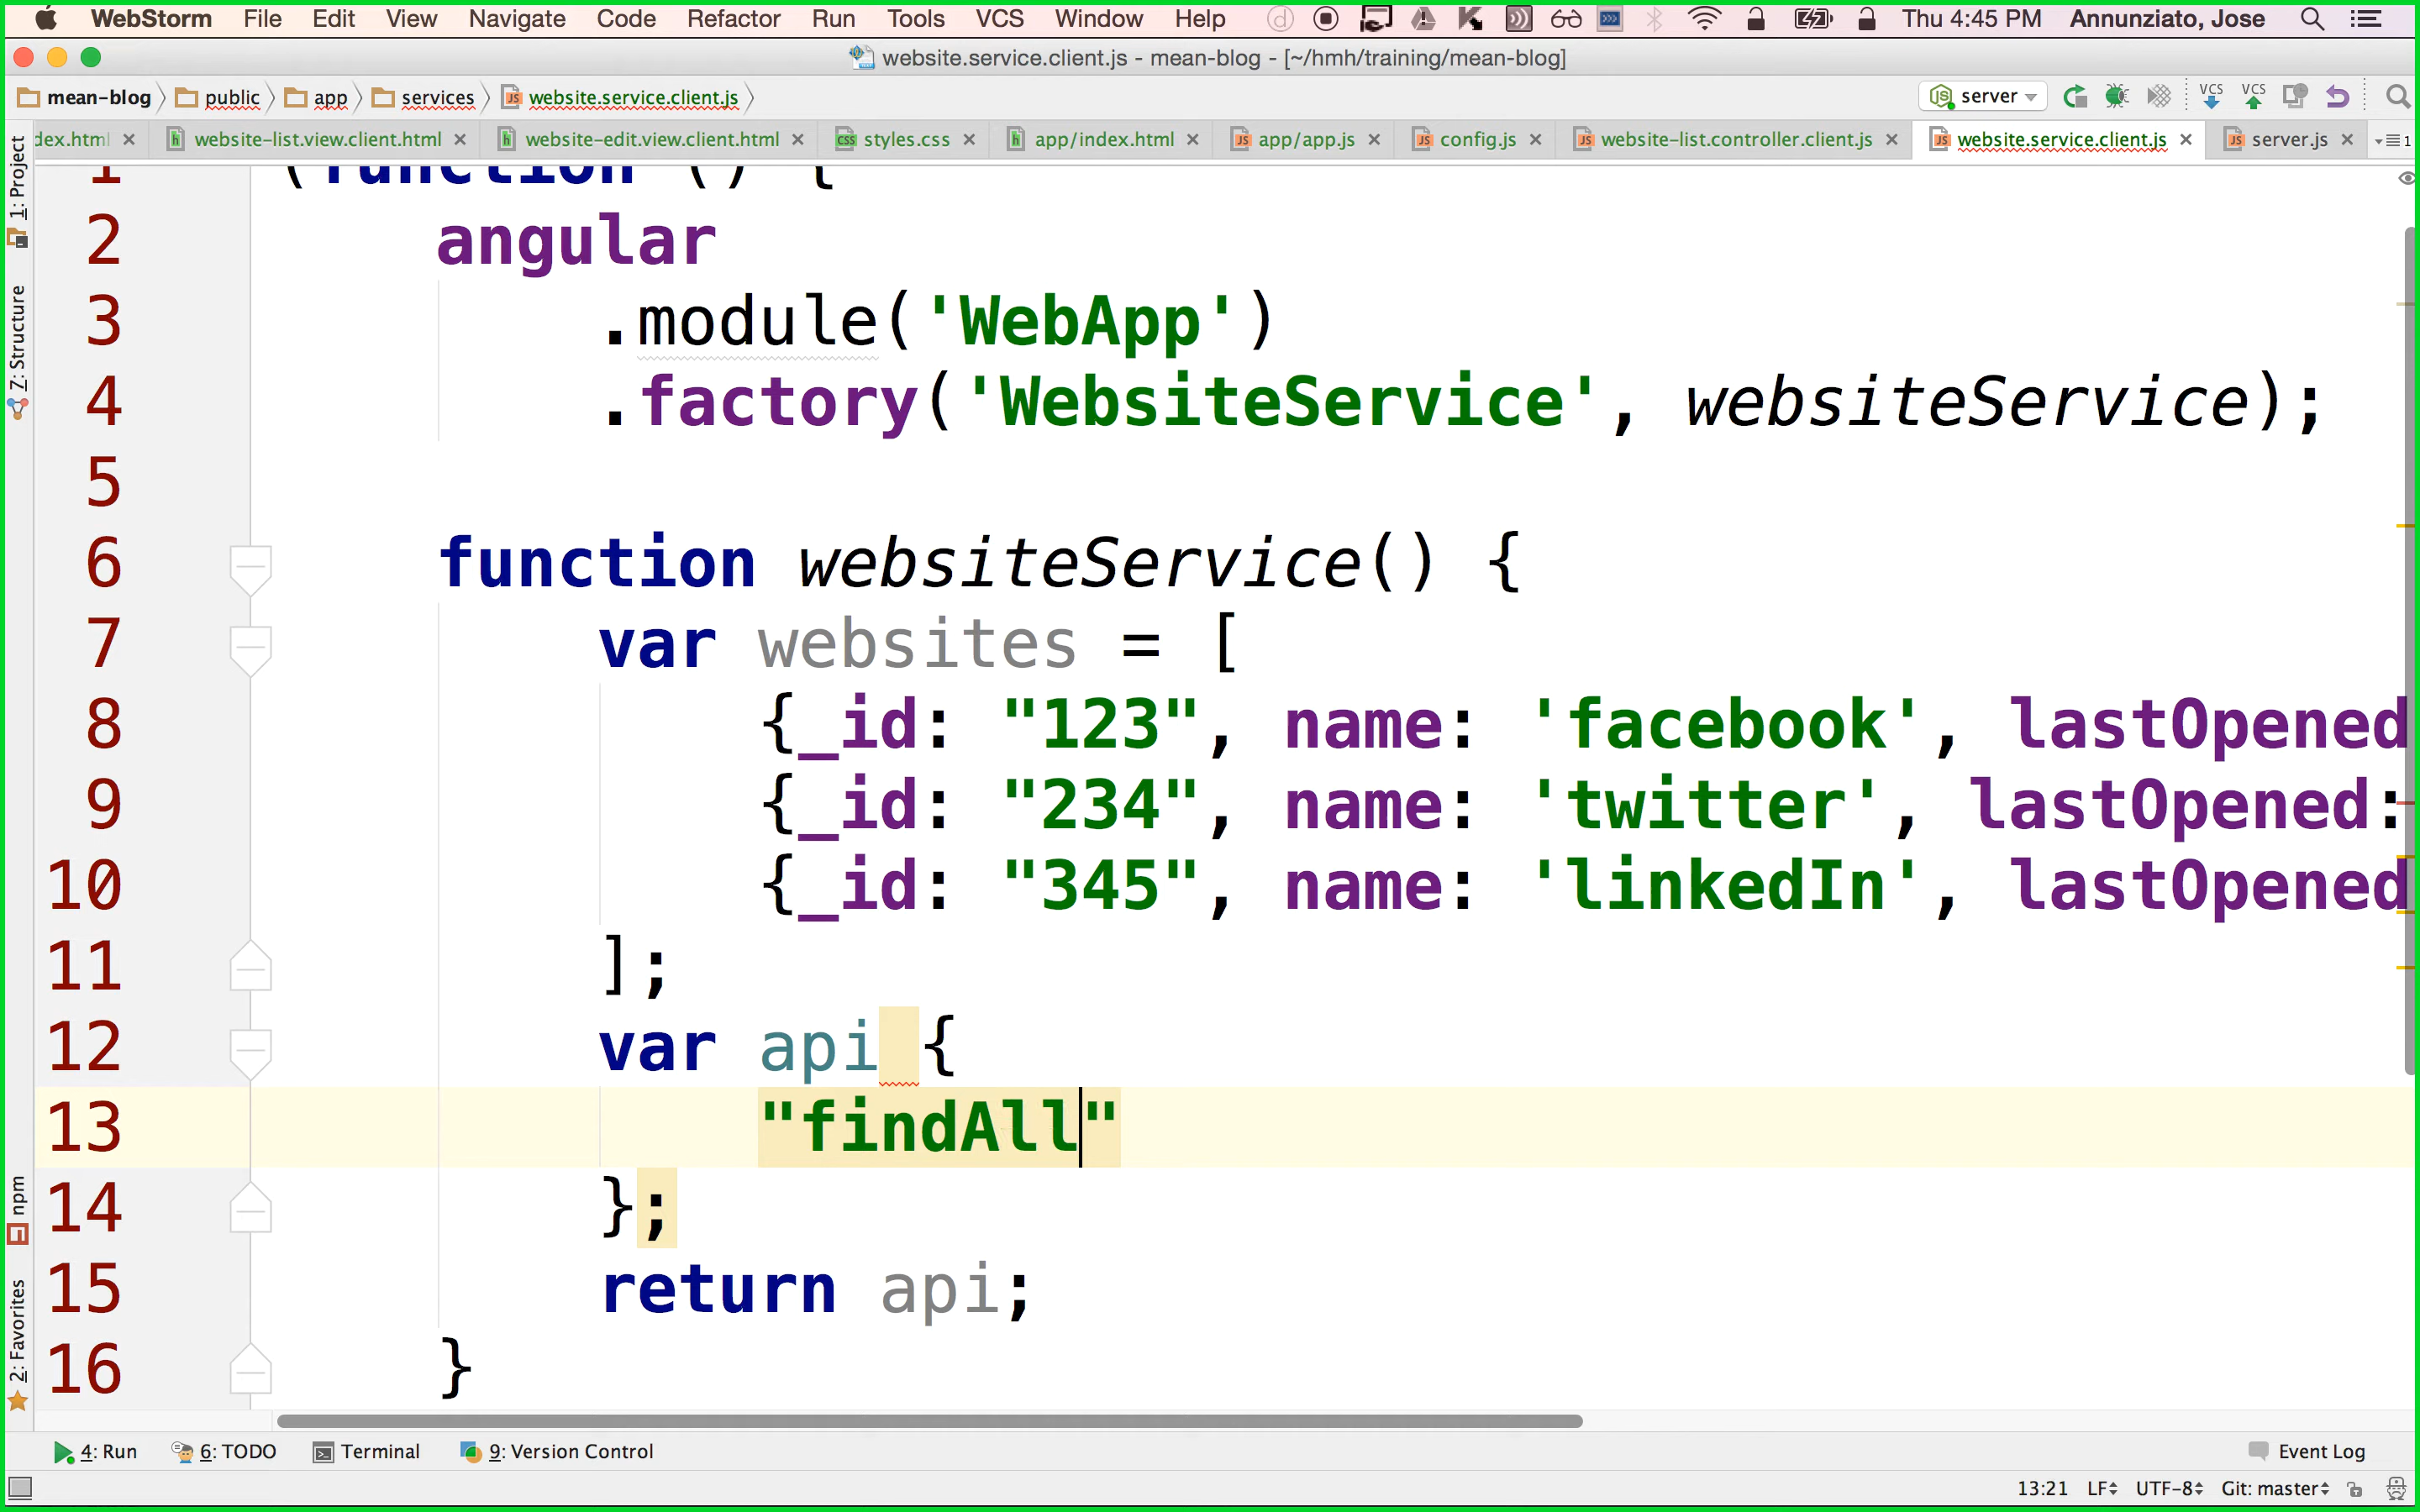 WebStorm File Edit View Navigate Code Refactor Run Tools VCS Window Help Thu 4:45 PM Annunziato, Jose
website.service.client.js - mean-blog - [~/hmh/training/mean-blog]
mean-blog public app services website.service.client.js server VCS VCS
dex.html website-list.view.client.html website-edit.view.client.html styles.css app/index.html app/app.js config.js website-list.controller.client.js website.service.client.js server.js 1
1: Project
7: Structure
npm
2: Favorites
1 (function () {
2 angular
3 .module('WebApp')
4 .factory('WebsiteService', websiteService);
5
6 function websiteService() {
7 var websites = [
8 {_id: "123", name: 'facebook', lastOpened
9 {_id: "234", name: 'twitter', lastOpened:
10 {_id: "345", name: 'linkedIn', lastOpened
11 ];
12 var api {
13 "findAll"
14 };
15 return api;
16 }
4: Run 6: TODO Terminal 9: Version Control Event Log
13:21 LF UTF-8 Git: master